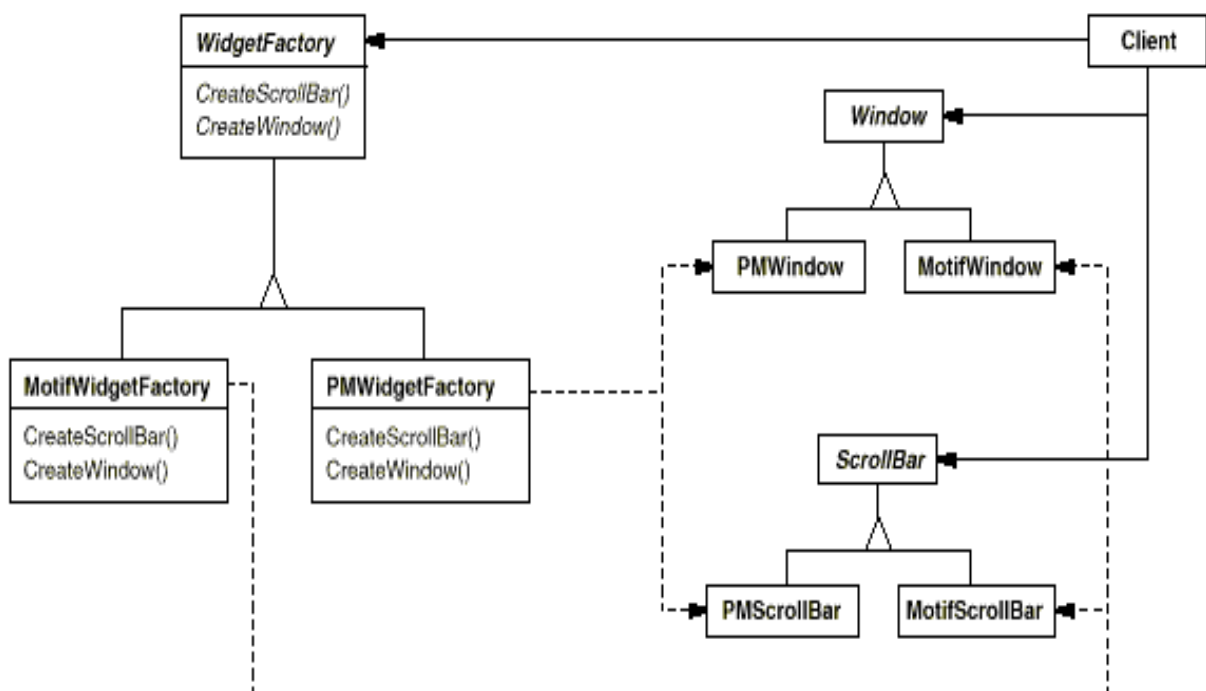 WidgetFactory
CreateScrollBar()
CreateWindow()
Client
Window
PMWindow
MotifWindow
MotifWidgetFactory
CreateScrollBar()
CreateWindow()
PMWidgetFactory
CreateScrollBar()
CreateWindow()
ScrollBar
PMScrollBar
MotifScrollBar